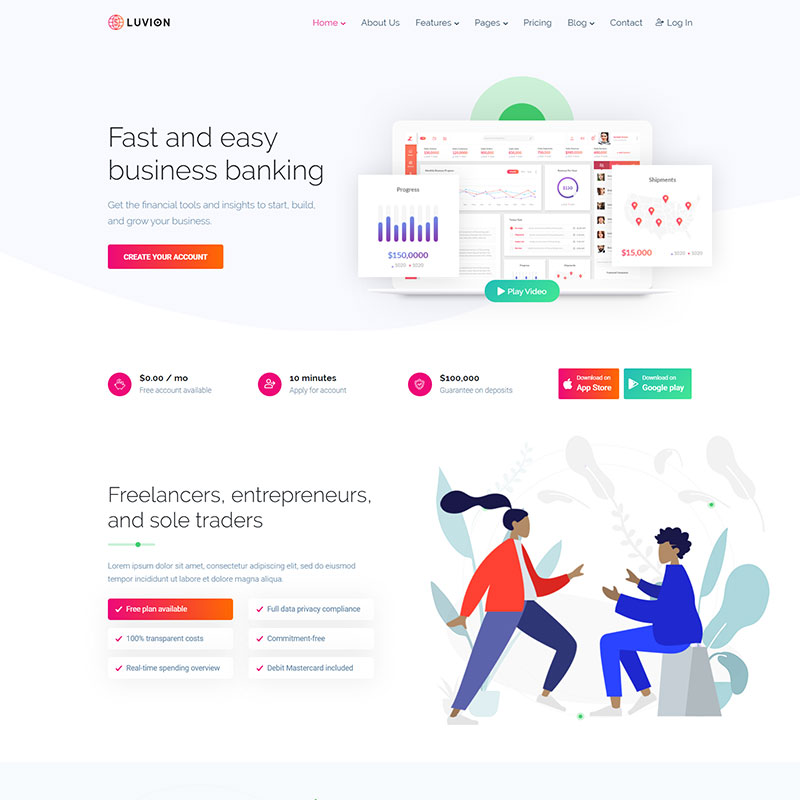 LUVION
Home
About Us
Features
Pages
Pricing
Blog
Contact
Log In
Fast and easy
business banking
Get the financial tools and insights to start, build,
and grow your business.
CREATE YOUR ACCOUNT
Progress
$150,0000
Shipments
$15,000
Play Video
$0.00 / mo
Free account available
10 minutes
Apply for account
$100,000
Guarantee on deposits
Download on
App Store
Download on
Google play
Freelancers, entrepreneurs,
and sole traders
Lorem ipsum dolor sit amet, consectetur adipiscing elit, sed do eiusmod
tempor incididunt ut labore et dolore magna aliqua.
Free plan available
Full data privacy compliance
100% transparent costs
Commitment-free
Real-time spending overview
Debit Mastercard included